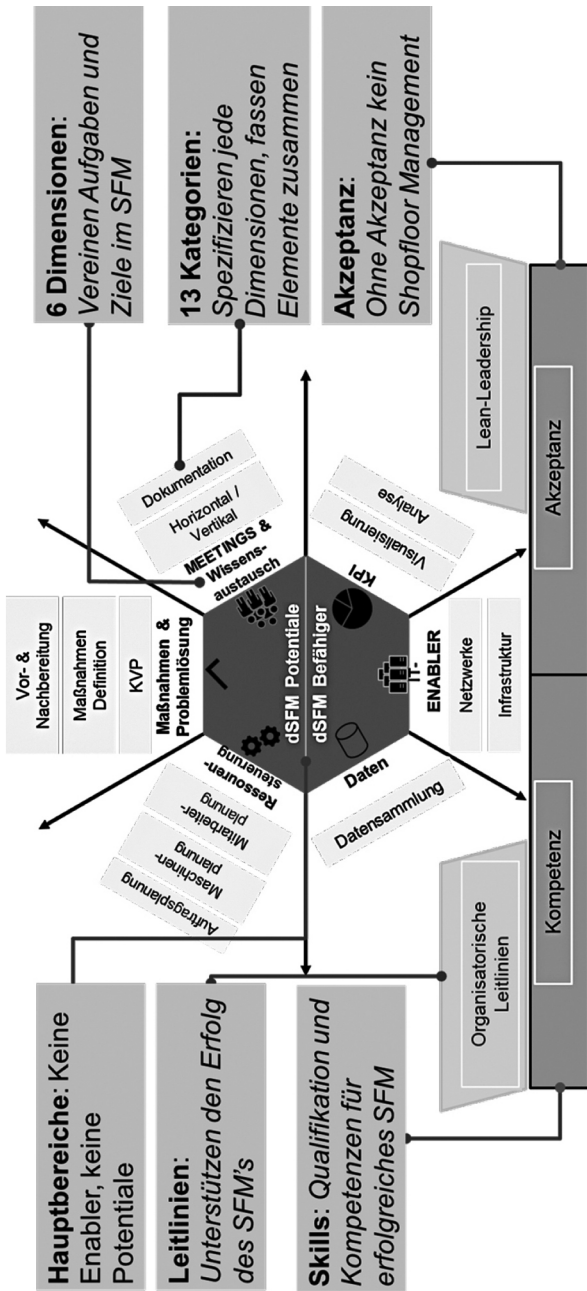 Hauptbereiche: Keine
Enabler, keine
Potentiale
Leitlinien:
Unterstützen den Erfolg
des SFM's
Skills: Qualifikation und
Kompetenzen für
erfolgreiches SFM
Vor- &
Nachbereitung
Maßnahmen
Definition
KVP
Maßnahmen &
Problemlösung
Auftragsplanung
Maschinen-
planung
Mitarbeiter-
planung
Ressouren-
steuerung
MEETINGS &
Wissens-
austausch
Horizontal /
Vertikal
Dokumentation
dSFM Potentiale
dSFM Befähiger
Daten
Datensammlung
IT-
ENABLER
Netzwerke
Infrastruktur
KPI
Visualisierung
Analyse
6 Dimensionen:
Vereinen Aufgaben und
Ziele im SFM
13 Kategorien:
Spezifizieren jede
Dimensionen, fassen
Elemente zusammen
Akzeptanz:
Ohne Akzeptanz kein
Shopfloor Management
Organisatorische
Leitlinien
Lean-Leadership
Kompetenz
Akzeptanz